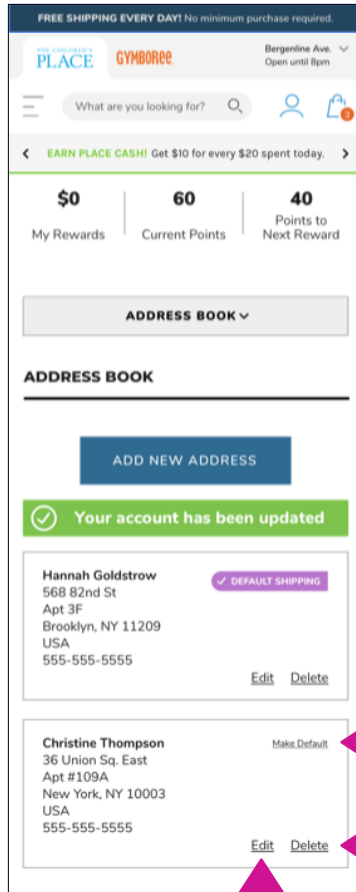 FREE SHIPPING EVERY DAY! No minimum purchase required.
THE CHILDREN'S
PLACE
GYMBOREE
Bergenline Ave.
Open until 8pm
What are you looking for?
3
EARN PLACE CASH! Get $10 for every $20 spent today.
$0
My Rewards
60
Current Points
40
Points to
Next Reward
ADDRESS BOOK
ADDRESS BOOK
ADD NEW ADDRESS
Your account has been updated
Hannah Goldstrow
DEFAULT SHIPPING
568 82nd St
Apt 3F
Brooklyn, NY 11209
USA
555-555-5555
Edit Delete
Christine Thompson
Make Default
36 Union Sq. East
Apt #109A
New York, NY 10003
USA
555-555-5555
Edit Delete